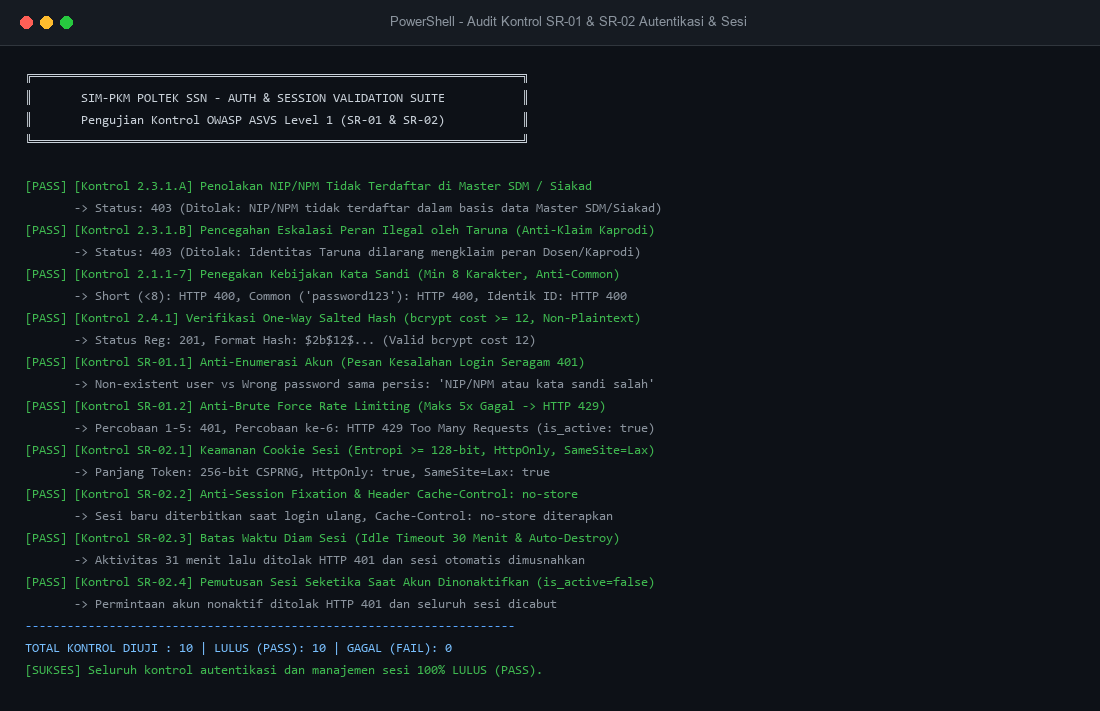 PowerShell - Audit Kontrol SR-01 & SR-02 Autentikasi & Sesi
SIM-PKM POLTEK SSN - AUTH & SESSION VALIDATION SUITE
Pengujian Kontrol OWASP ASVS Level 1 (SR-01 & SR-02)
[PASS] [Kontrol 2.3.1.A] Penolakan NIP/NPM Tidak Terdaftar di Master SDM / Siakad
-> Status: 403 (Ditolak: NIP/NPM tidak terdaftar dalam basis data Master SDM/Siakad)
[PASS] [Kontrol 2.3.1.B] Pencegahan Eskalasi Peran Ilegal oleh Taruna (Anti-Klaim Kaprodi)
-> Status: 403 (Ditolak: Identitas Taruna dilarang mengklaim peran Dosen/Kaprodi)
[PASS] [Kontrol 2.1.1-7] Penegakan Kebijakan Kata Sandi (Min 8 Karakter, Anti-Common)
-> Short (<8): HTTP 400, Common ('password123'): HTTP 400, Identik ID: HTTP 400
[PASS] [Kontrol 2.4.1] Verifikasi One-Way Salted Hash (bcrypt cost >= 12, Non-Plaintext)
-> Status Reg: 201, Format Hash: $2b$12$... (Valid bcrypt cost 12)
[PASS] [Kontrol SR-01.1] Anti-Enumerasi Akun (Pesan Kesalahan Login Seragam 401)
-> Non-existent user vs Wrong password sama persis: 'NIP/NPM atau kata sandi salah'
[PASS] [Kontrol SR-01.2] Anti-Brute Force Rate Limiting (Maks 5x Gagal -> HTTP 429)
-> Percobaan 1-5: 401, Percobaan ke-6: HTTP 429 Too Many Requests (is_active: true)
[PASS] [Kontrol SR-02.1] Keamanan Cookie Sesi (Entropi >= 128-bit, HttpOnly, SameSite=Lax)
-> Panjang Token: 256-bit CSPRNG, HttpOnly: true, SameSite=Lax: true
[PASS] [Kontrol SR-02.2] Anti-Session Fixation & Header Cache-Control: no-store
-> Sesi baru diterbitkan saat login ulang, Cache-Control: no-store diterapkan
[PASS] [Kontrol SR-02.3] Batas Waktu Diam Sesi (Idle Timeout 30 Menit & Auto-Destroy)
-> Aktivitas 31 menit lalu ditolak HTTP 401 dan sesi otomatis dimusnahkan
[PASS] [Kontrol SR-02.4] Pemutusan Sesi Seketika Saat Akun Dinonaktifkan (is_active=false)
-> Permintaan akun nonaktif ditolak HTTP 401 dan seluruh sesi dicabut
----------------------------------------------------------------------
TOTAL KONTROL DIUJI : 10 | LULUS (PASS): 10 | GAGAL (FAIL): 0
[SUKSES] Seluruh kontrol autentikasi dan manajemen sesi 100% LULUS (PASS).